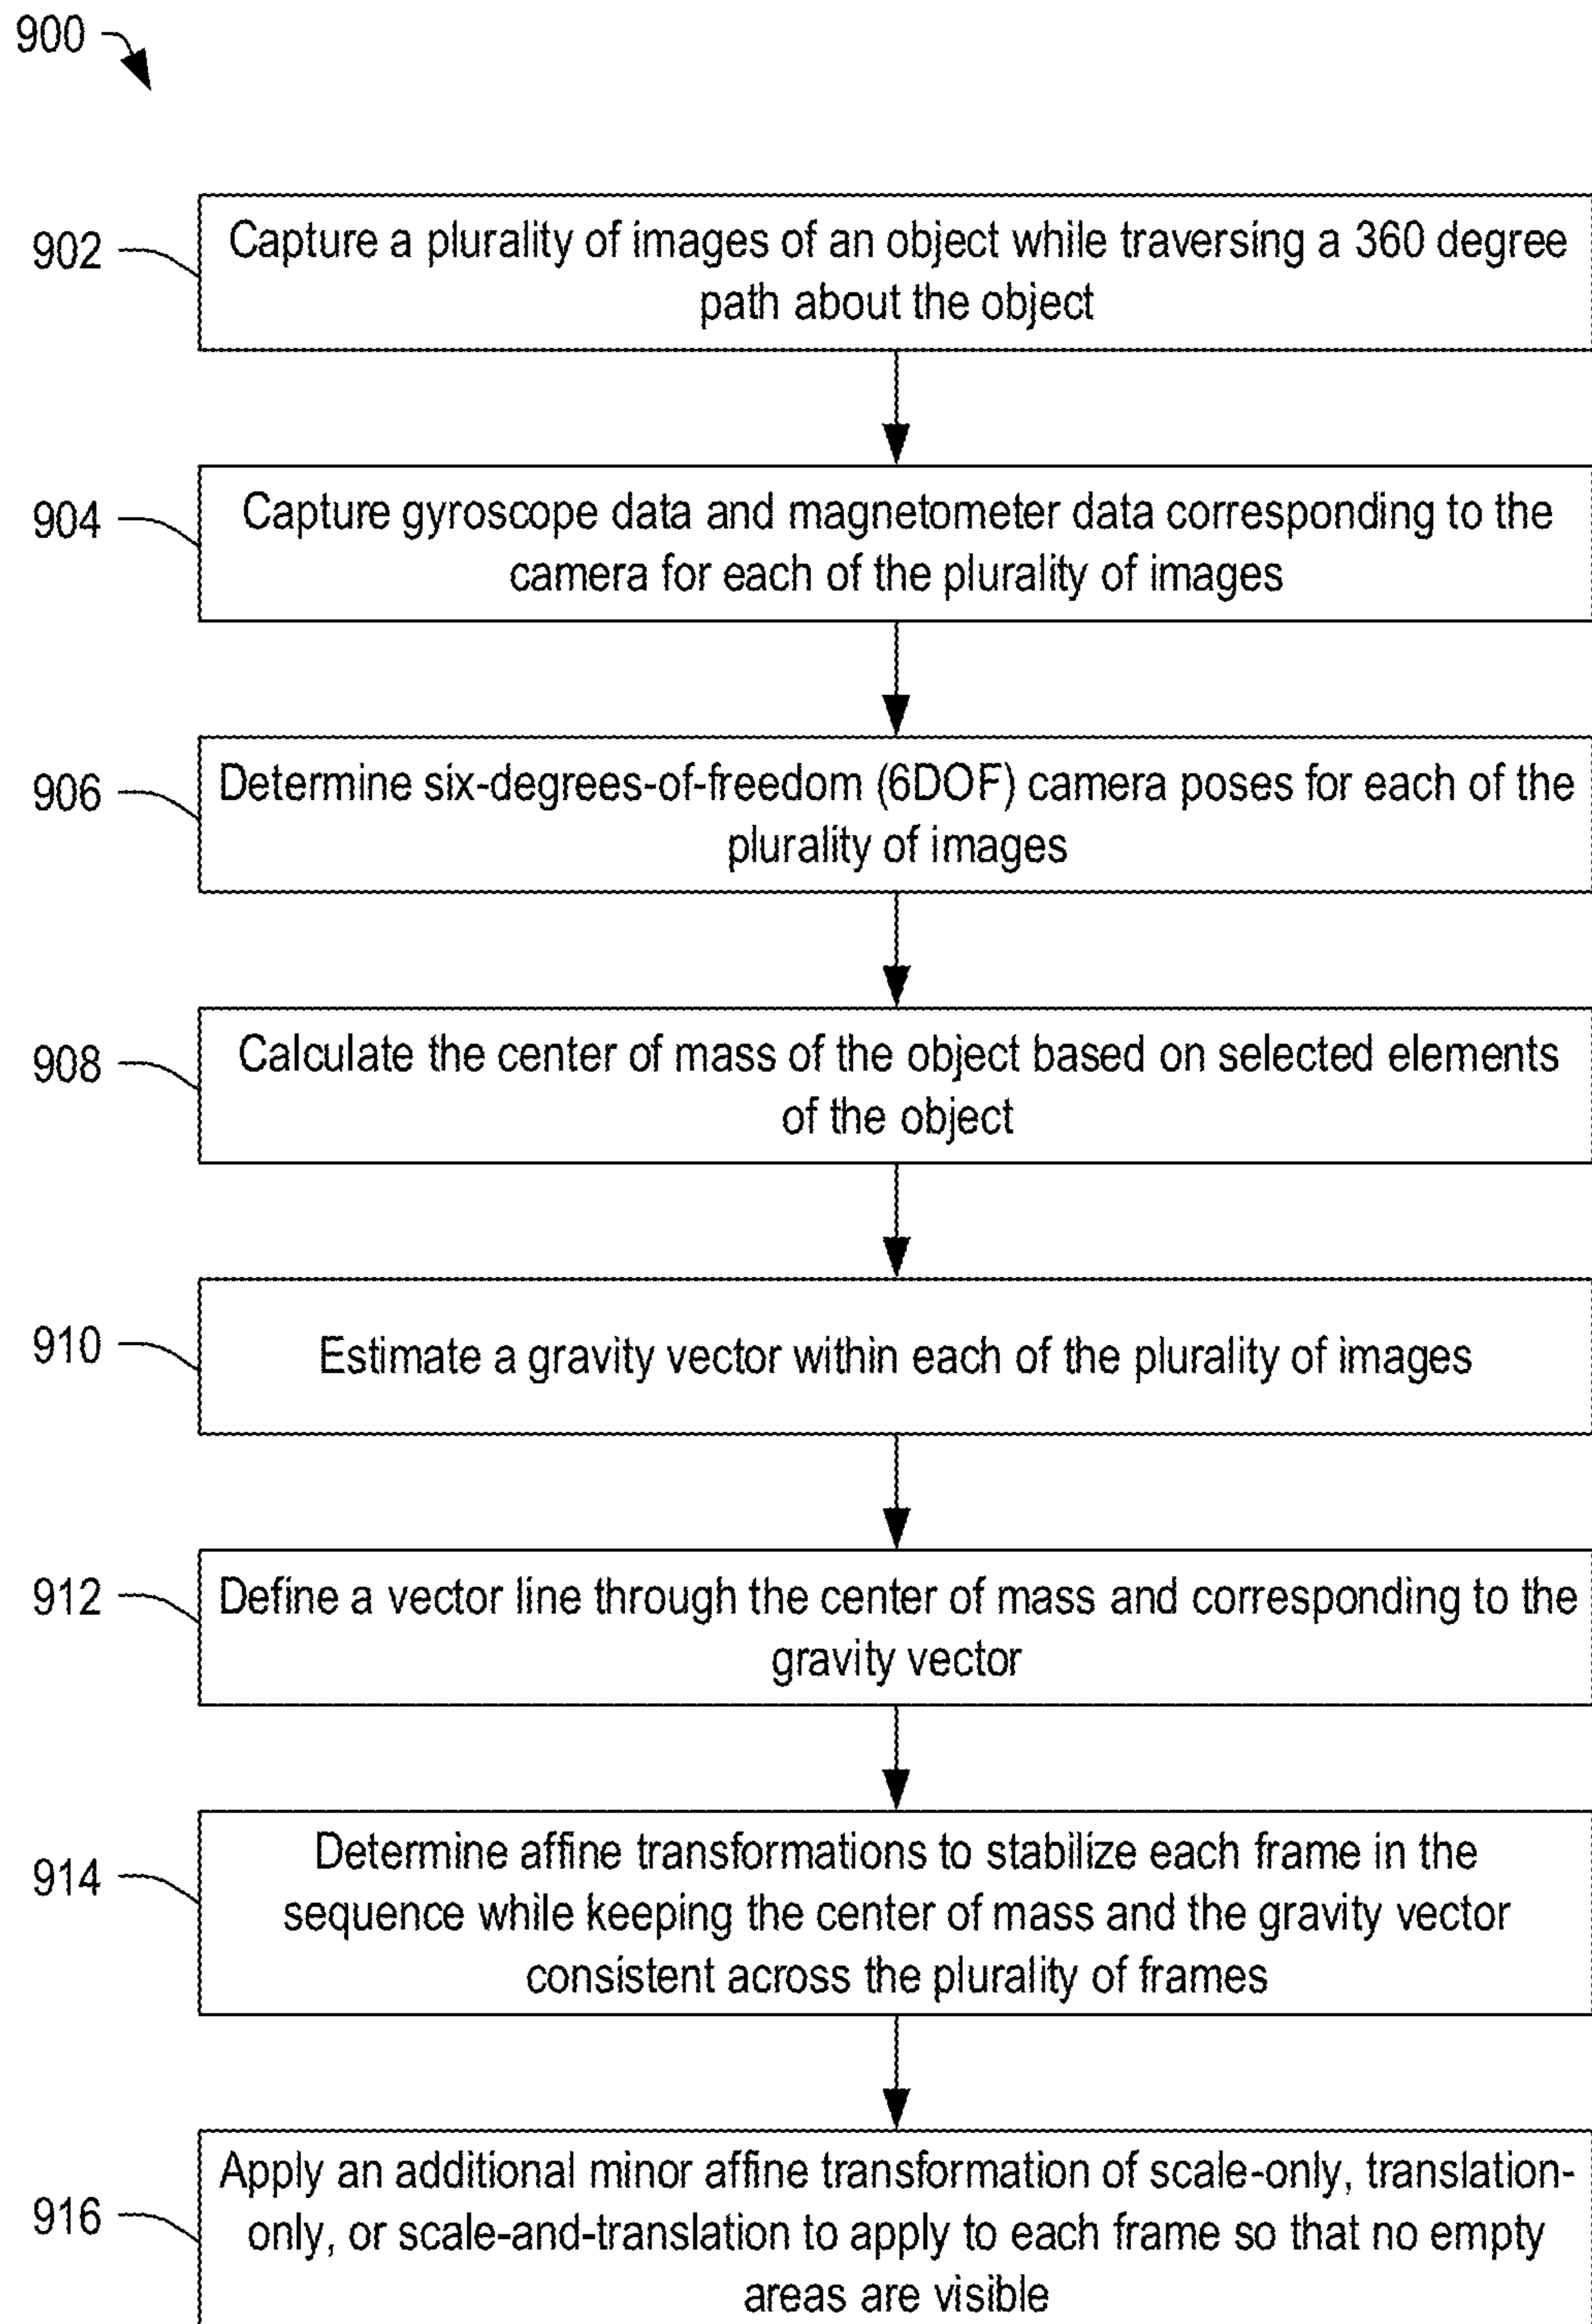 900
902
Capture a plurality of images of an object while traversing a 360 degree
path about the object
904
Capture gyroscope data and magnetometer data corresponding to the
camera for each of the plurality of images
906
Determine six-degrees-of-freedom (6DOF) camera poses for each of the
plurality of images
908
Calculate the center of mass of the object based on selected elements
of the object
910
Estimate a gravity vector within each of the plurality of images
912
Define a vector line through the center of mass and corresponding to the
gravity vector
914
Determine affine transformations to stabilize each frame in the
sequence while keeping the center of mass and the gravity vector
consistent across the plurality of frames
916
Apply an additional minor affine transformation of scale-only, translation-
only, or scale-and-translation to apply to each frame so that no empty
areas are visible